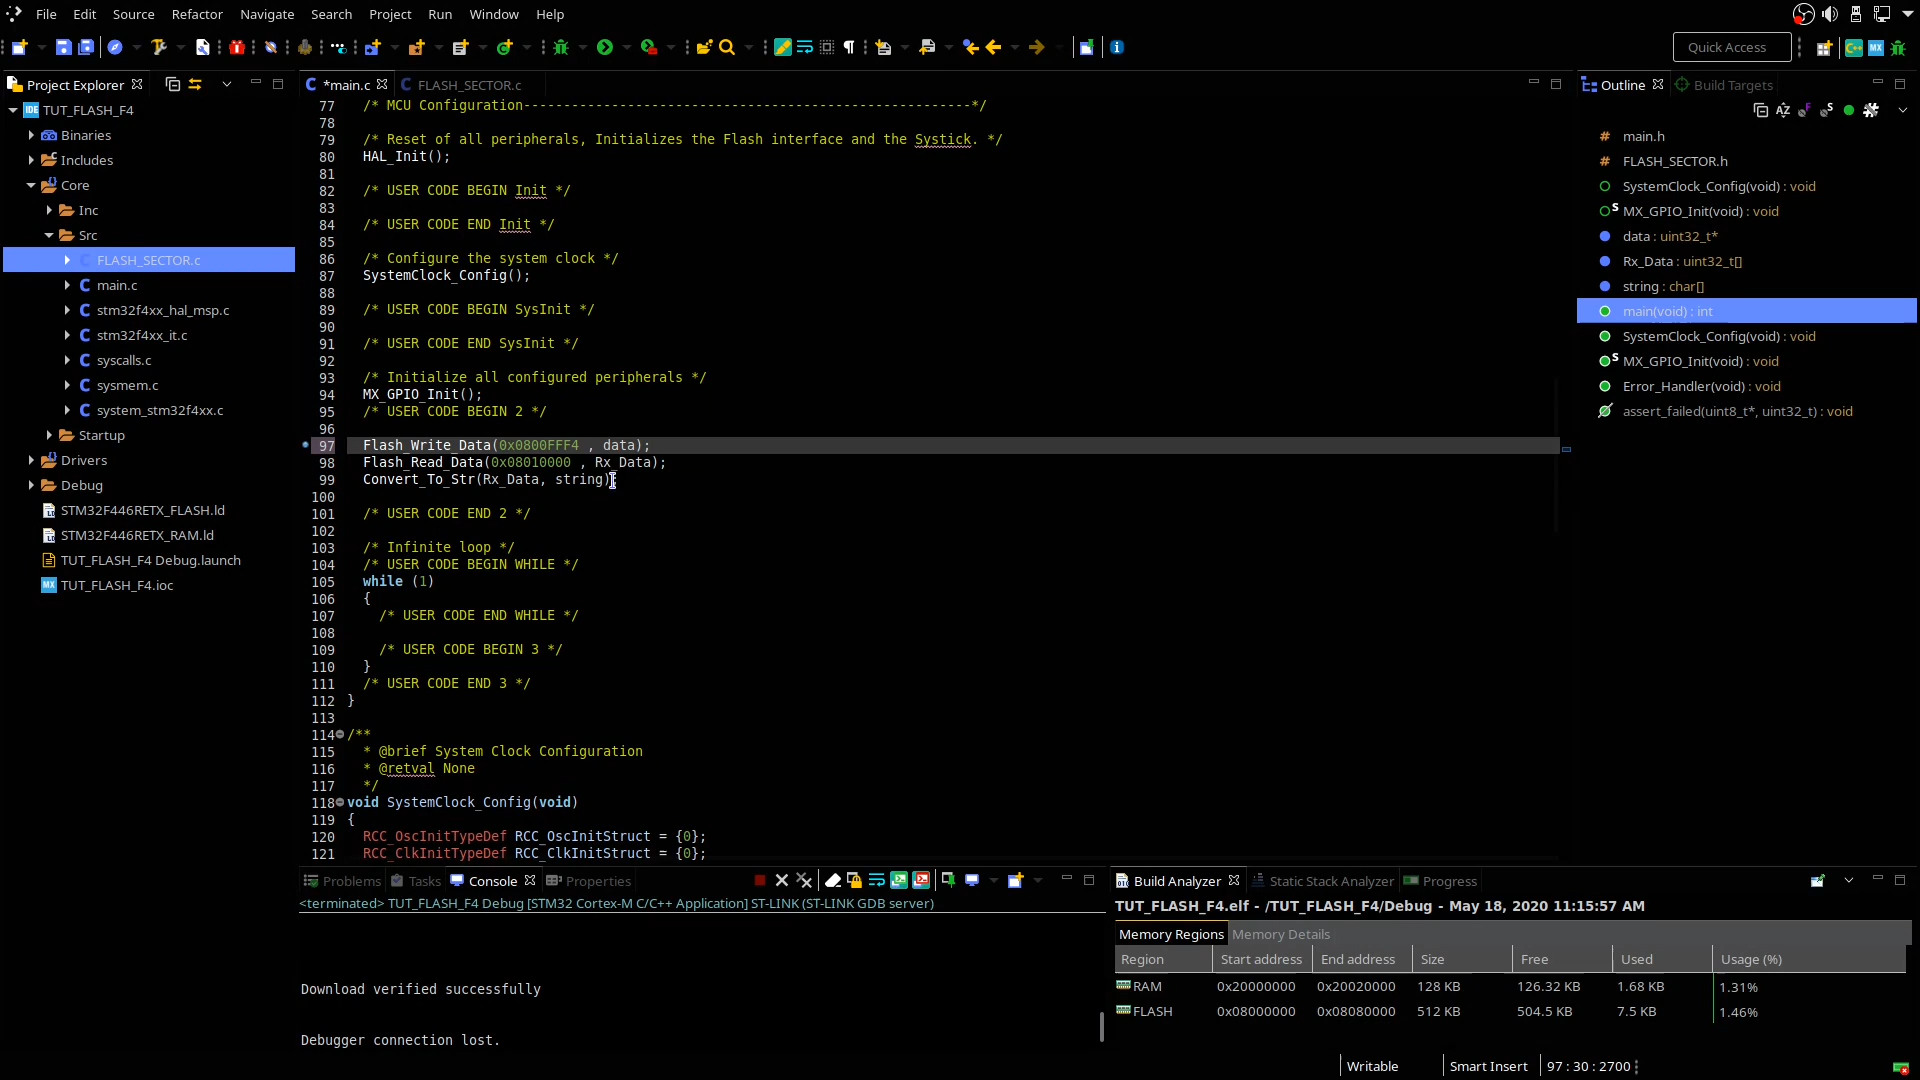 File Edit Source Refactor Navigate Search Project Run Window Help
Quick Access
Project Explorer
*main.c
FLASH_SECTOR.c
Outline
Build Targets
TUT_FLASH_F4
Binaries
Includes
Core
Inc
Src
FLASH_SECTOR.c
main.c
stm32f4xx_hal_msp.c
stm32f4xx_it.c
syscalls.c
sysmem.c
system_stm32f4xx.c
Startup
Drivers
Debug
STM32F446RETX_FLASH.ld
STM32F446RETX_RAM.ld
TUT_FLASH_F4 Debug.launch
TUT_FLASH_F4.ioc
77 /* MCU Configuration--------------------------------------------------------*/
78
79 /* Reset of all peripherals, Initializes the Flash interface and the Systick. */
80 HAL_Init();
81
82 /* USER CODE BEGIN Init */
83
84 /* USER CODE END Init */
85
86 /* Configure the system clock */
87 SystemClock_Config();
88
89 /* USER CODE BEGIN SysInit */
90
91 /* USER CODE END SysInit */
92
93 /* Initialize all configured peripherals */
94 MX_GPIO_Init();
95 /* USER CODE BEGIN 2 */
96
97 Flash_Write_Data(0x0800FFF4 , data);
98 Flash_Read_Data(0x08010000 , Rx_Data);
99 Convert_To_Str(Rx_Data, string);
100
101 /* USER CODE END 2 */
102
103 /* Infinite loop */
104 /* USER CODE BEGIN WHILE */
105 while (1)
106 {
107 /* USER CODE END WHILE */
108
109 /* USER CODE BEGIN 3 */
110 }
111 /* USER CODE END 3 */
112 }
113
114 /**
115 * @brief System Clock Configuration
116 * @retval None
117 */
118 void SystemClock_Config(void)
119 {
120 RCC_OscInitTypeDef RCC_OscInitStruct = {0};
121 RCC_ClkInitTypeDef RCC_ClkInitStruct = {0};
main.h
FLASH_SECTOR.h
SystemClock_Config(void) : void
MX_GPIO_Init(void) : void
data : uint32_t*
Rx_Data : uint32_t[]
string : char[]
main(void) : int
SystemClock_Config(void) : void
MX_GPIO_Init(void) : void
Error_Handler(void) : void
assert_failed(uint8_t*, uint32_t) : void
Problems Tasks Console Properties
<terminated> TUT_FLASH_F4 Debug [STM32 Cortex-M C/C++ Application] ST-LINK (ST-LINK GDB server)
Download verified successfully
Debugger connection lost.
Build Analyzer Static Stack Analyzer Progress
TUT_FLASH_F4.elf - /TUT_FLASH_F4/Debug - May 18, 2020 11:15:57 AM
Memory Regions Memory Details
Region Start address End address Size Free Used Usage (%)
RAM 0x20000000 0x20020000 128 KB 126.32 KB 1.68 KB 1.31%
FLASH 0x08000000 0x08080000 512 KB 504.5 KB 7.5 KB 1.46%
Writable Smart Insert 97 : 30 : 2700